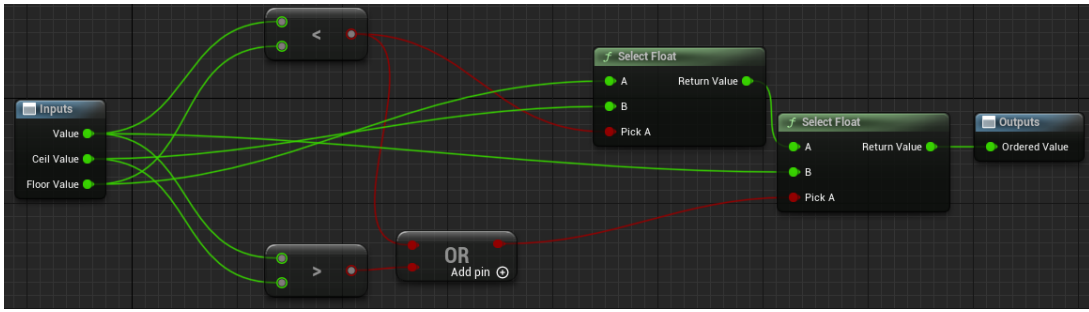 <
f Select Float
A Return Value
B
Pick A
Inputs
Value
Ceil Value
Floor Value
f Select Float
A Return Value
B
Pick A
Outputs
Ordered Value
>
OR
Add pin